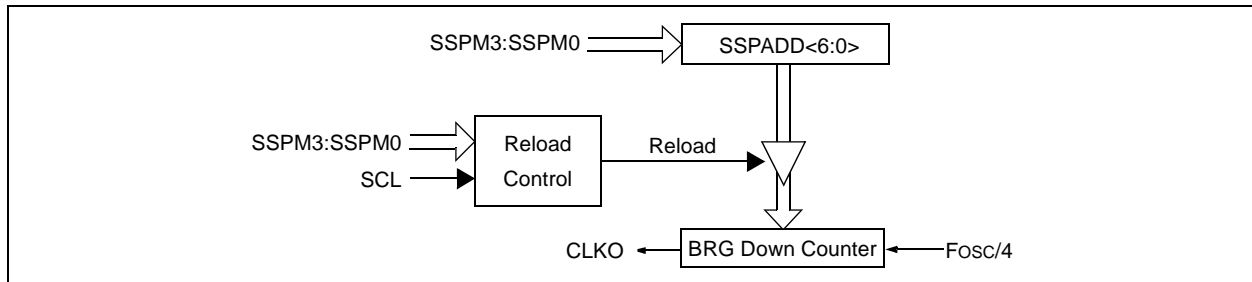 SSPM3:SSPM0
SSPADD<6:0>
SSPM3:SSPM0
SCL
Reload
Control
Reload
CLKO
BRG Down Counter
FOSC/4